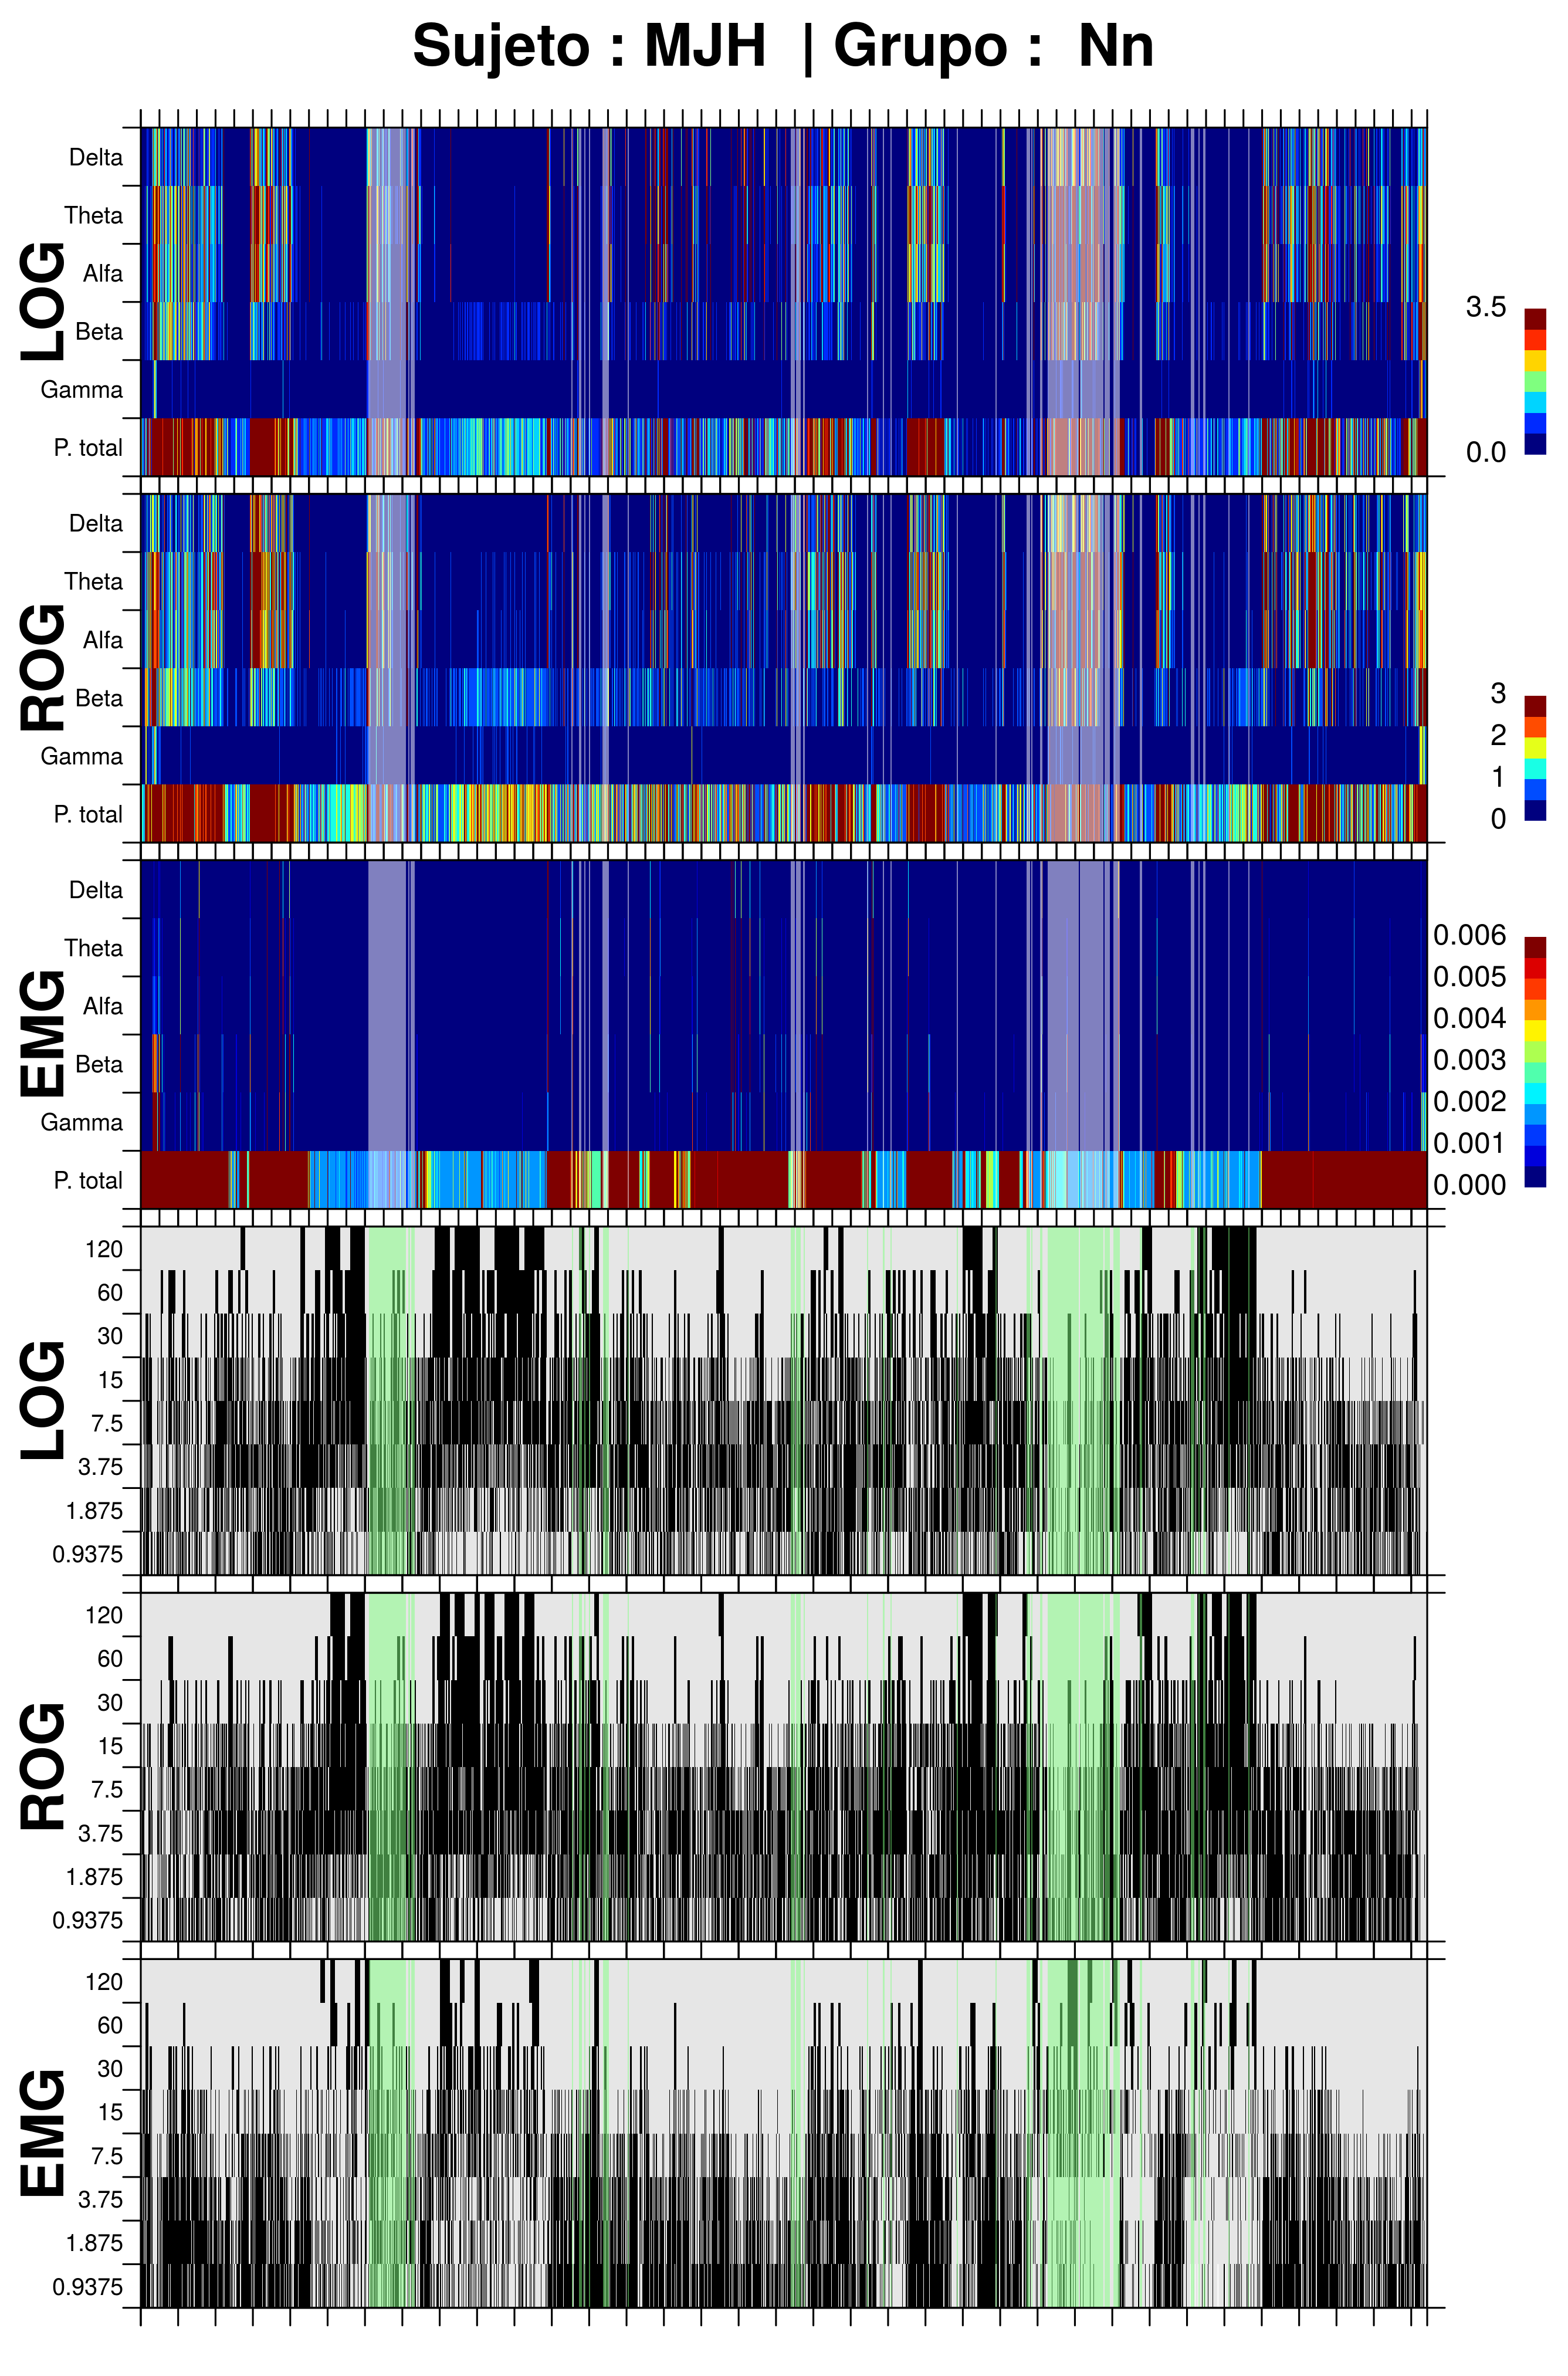 Sujeto : MJH | Grupo : Nn
LOG
Delta
Theta
Alfa
Beta
Gamma
P. total
3.5
0.0
ROG
Delta
Theta
Alfa
Beta
Gamma
P. total
3
2
1
0
EMG
Delta
Theta
Alfa
Beta
Gamma
P. total
0.006
0.005
0.004
0.003
0.002
0.001
0.000
LOG
120
60
30
15
7.5
3.75
1.875
0.9375
ROG
120
60
30
15
7.5
3.75
1.875
0.9375
EMG
120
60
30
15
7.5
3.75
1.875
0.9375